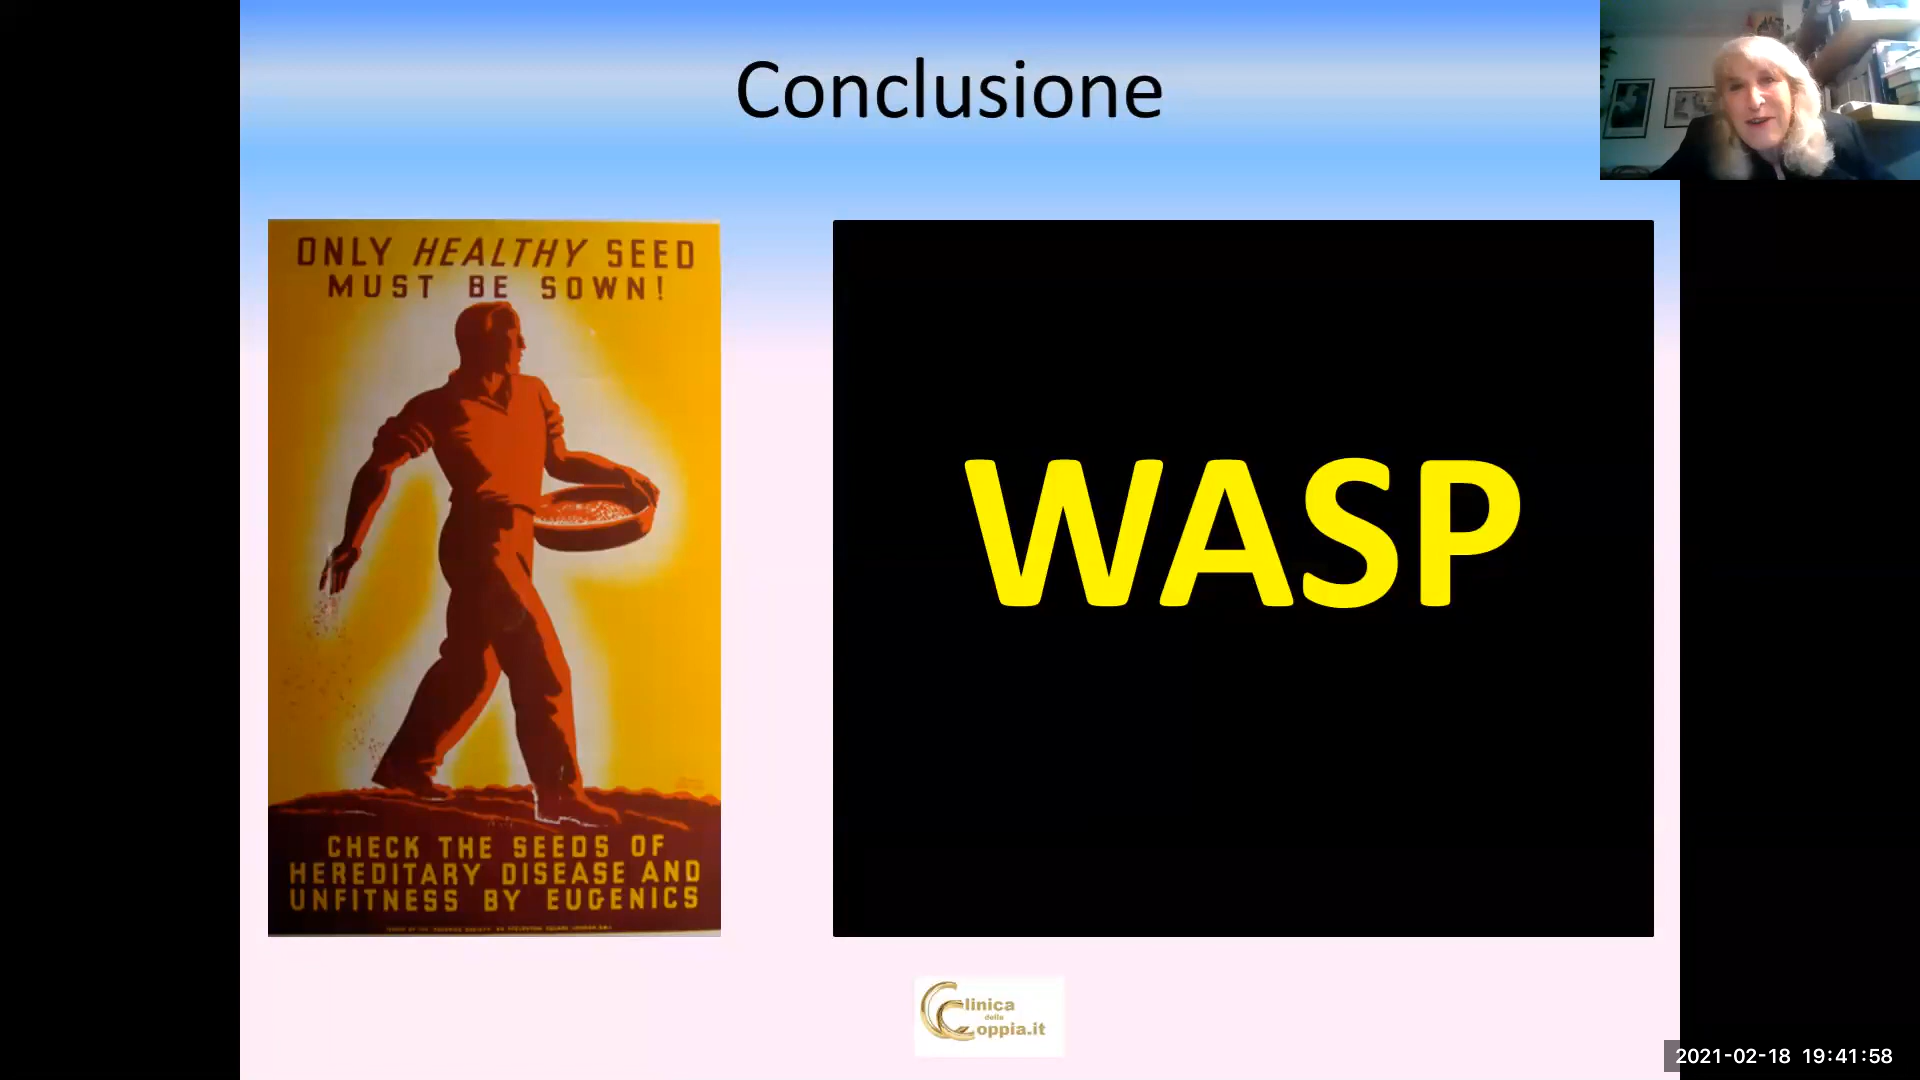 Conclusione
ONLY HEALTHY SEED
MUST BE SOWN!
WASP
CHECK THE SEEDS OF
HEREDITARY DISEASE AND
UNFITNESS BY EUGENICS
Clinica
della
Coppia.it
2021-02-18 19:41:58